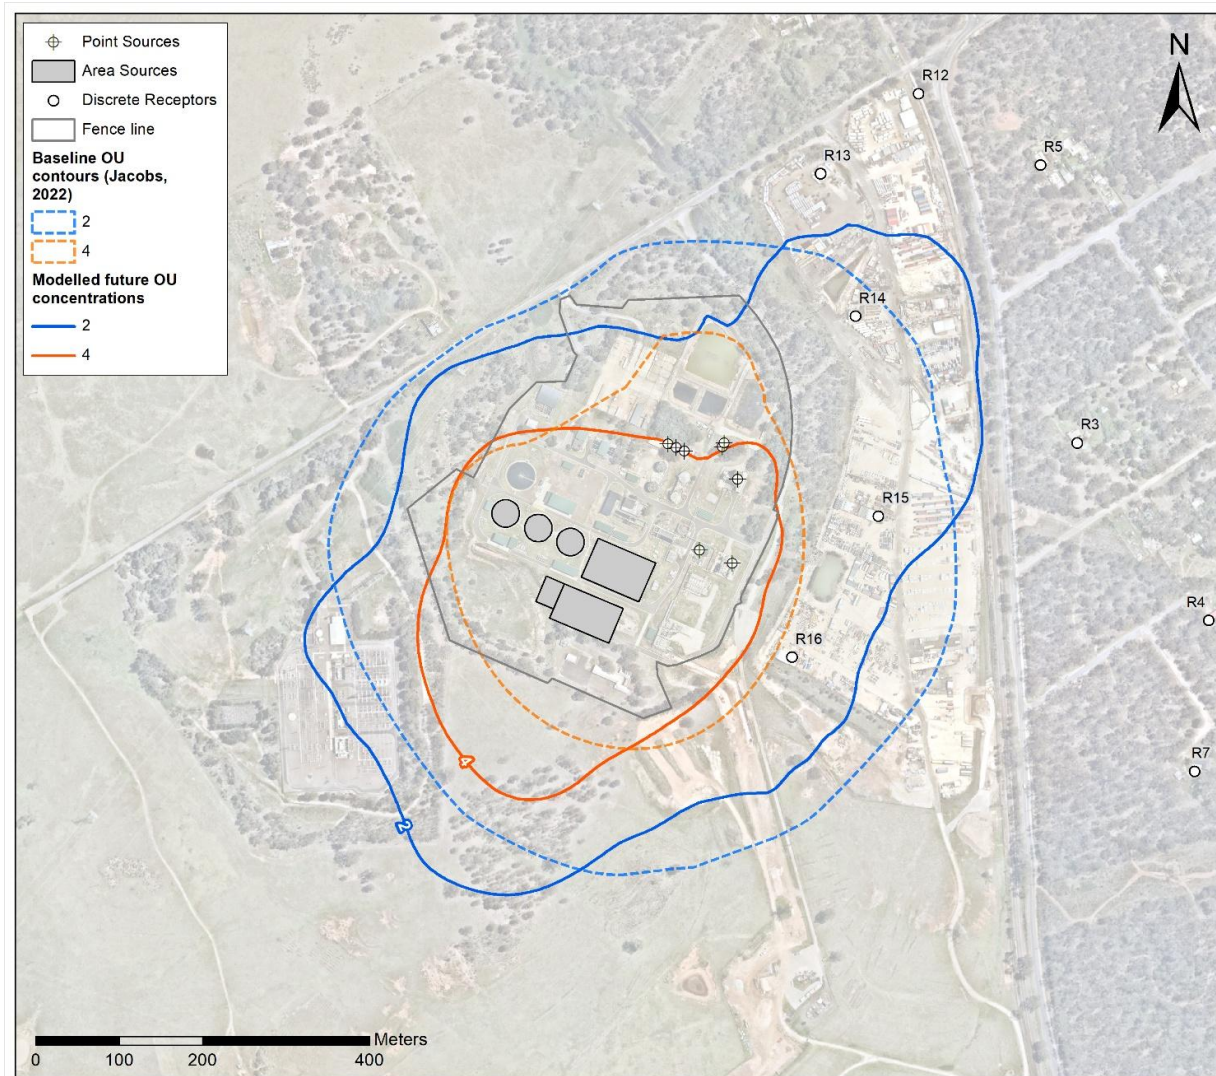 Point Sources
Area Sources
Discrete Receptors
Fence line
Baseline OU
contours (Jacobs,
2022)
2
4
Modelled future OU
concentrations
2
4
N
R12
R13
R5
R14
R3
R15
R4
R16
R7
4
2
Meters
0 100 200 400